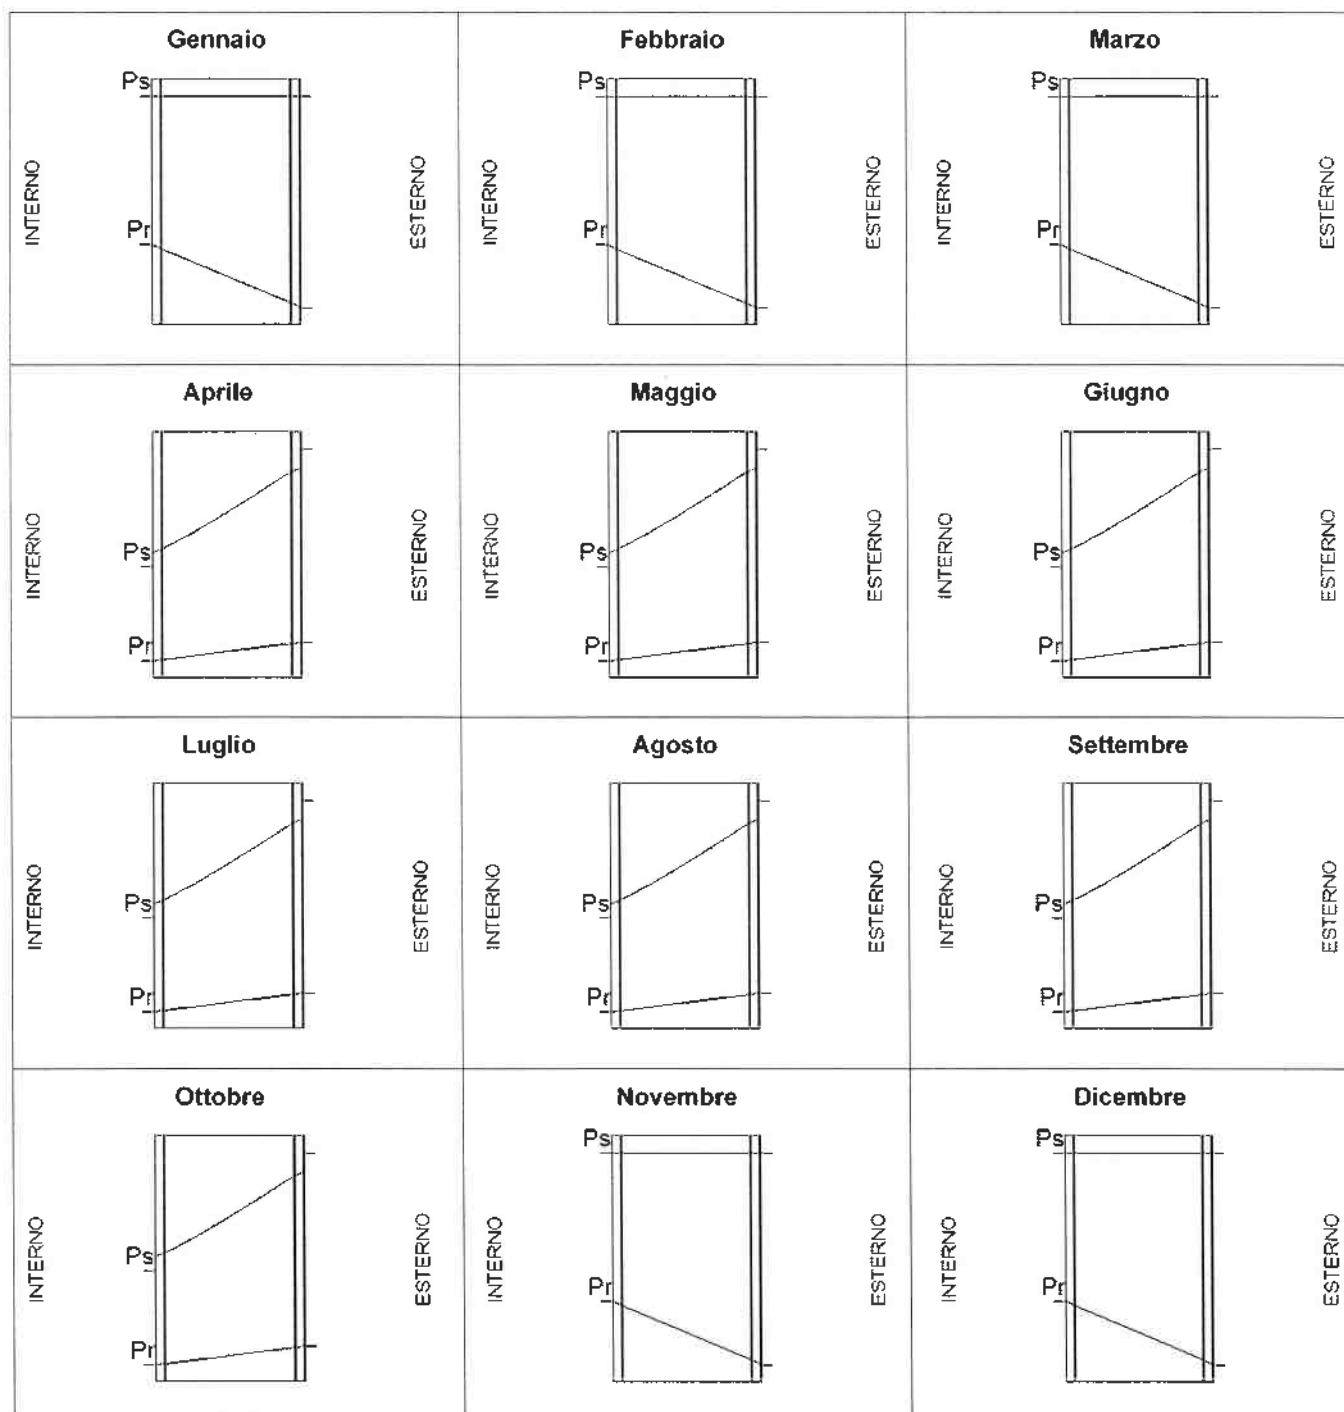 Gennaio
Ps
Pr
INTERNO
ESTERNO
Febbraio
Ps
Pr
INTERNO
ESTERNO
Marzo
Ps
Pr
INTERNO
ESTERNO
Aprile
Ps
Pr
INTERNO
ESTERNO
Maggio
Ps
Pr
INTERNO
ESTERNO
Giugno
Ps
Pr
INTERNO
ESTERNO
Luglio
Ps
Pr
INTERNO
ESTERNO
Agosto
Ps
Pr
INTERNO
ESTERNO
Settembre
Ps
Pr
INTERNO
ESTERNO
Ottobre
Ps
Pr
INTERNO
ESTERNO
Novembre
Ps
Pr
INTERNO
ESTERNO
Dicembre
Ps
Pr
INTERNO
ESTERNO